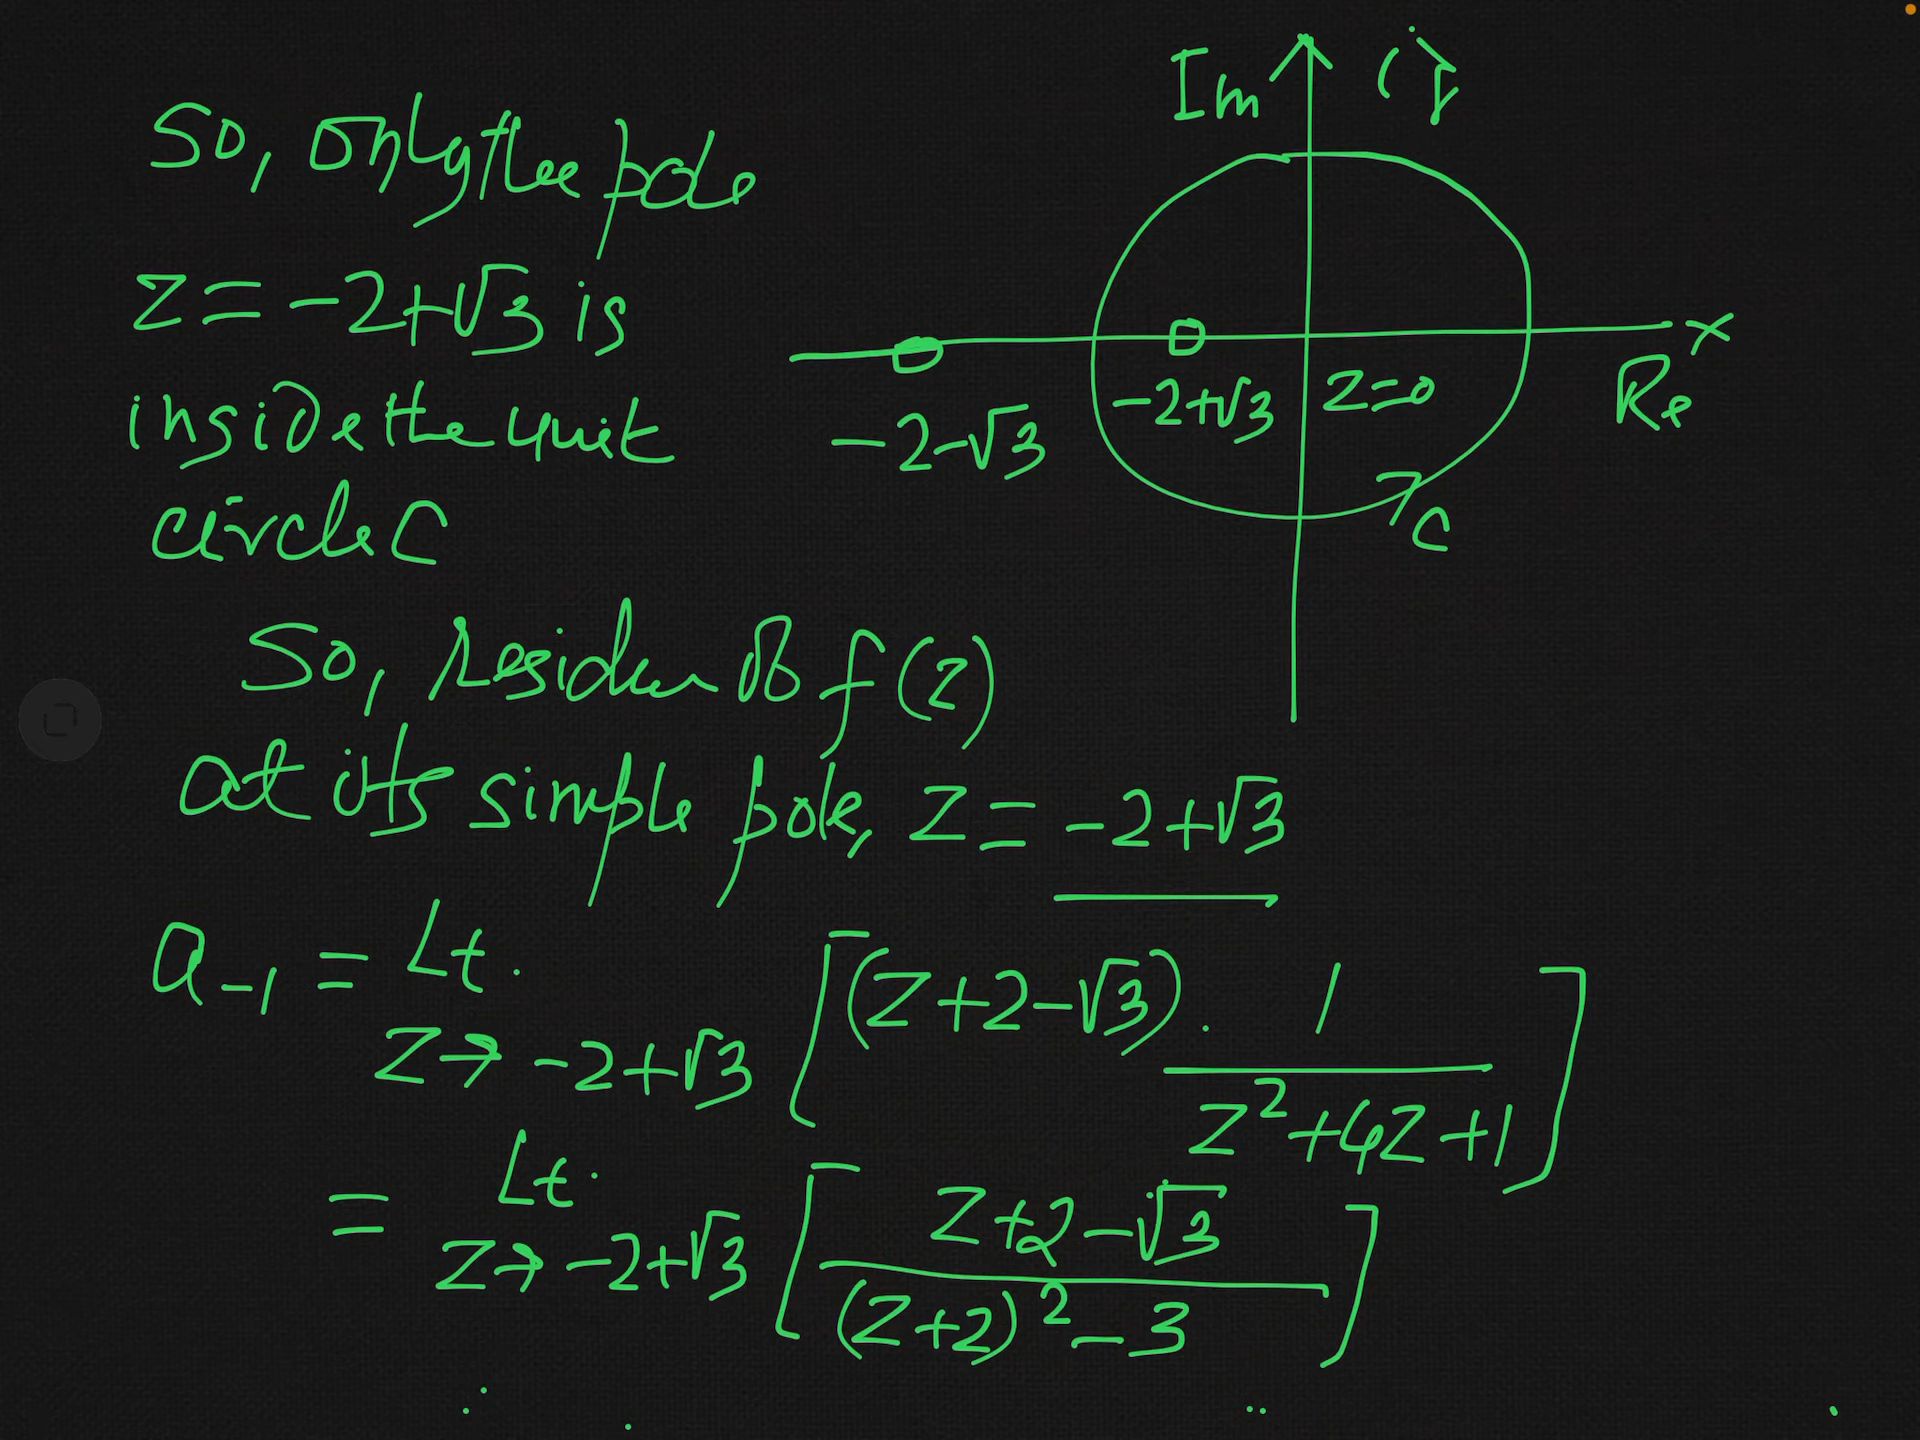 So, only the pole
z = -2+√3 is
inside the unit
circle C
Im (i)
-2-√3
-2+√3
z=0
x
Re
C
So, residue of f(z)
at its simple pole, z = -2+√3
a₋₁ = Lt. z→ -2+√3 [(z+2-√3). 1/(z²+4z+1)]
= Lt. z→ -2+√3 [(z+2-√3)/((z+2)²-3)]